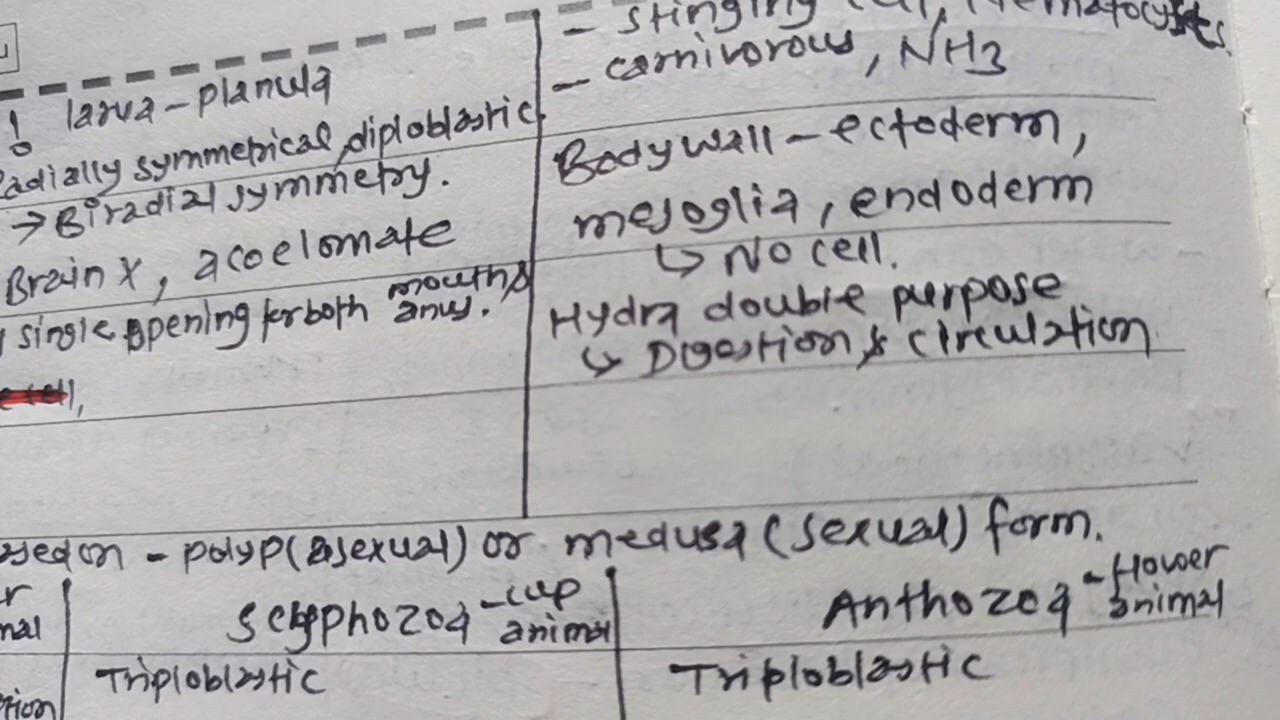 larva - planula
Radially symmetrical, diploblastic.
→ Biradial symmetry.
Brain X, acoelomate
single opening for both mouth &
anus.
- stinging cell, Nematocysts.
- carnivorous, NH3
Body wall - ectoderm,
mesoglia, endoderm
↳ No cell.
Hydra double purpose
↳ Digestion & circulation
- polyp (asexual) or medusa (sexual) form.
Scyphozoa - cup
animal
Anthozoa - flower
animal
Triploblastic
Triploblastic